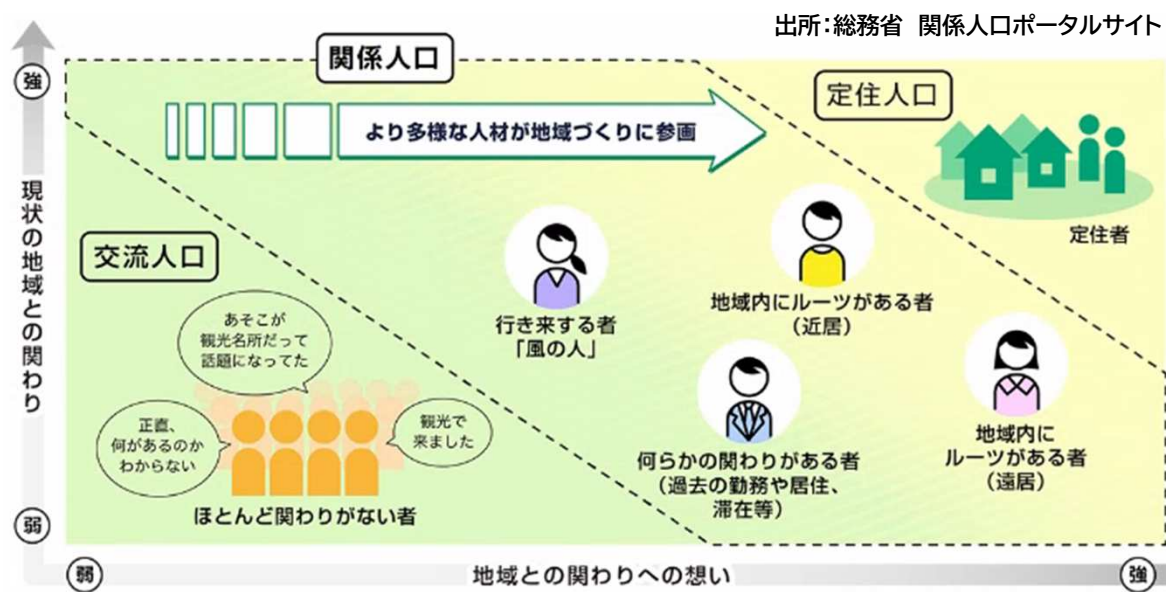 出所：総務省 関係人口ポータルサイト
関係人口
強
定住人口
より多様な人材が地域づくりに参画
現状の地域との関わり
定住者
交流人口
地域内にルーツがある者
（近居）
行き来する者
「風の人」
あそこが
観光名所だって
話題になってた
正直、
何があるのか
わからない
観光で
来ました
何らかの関わりがある者
（過去の勤務や居住、
滞在等）
地域内に
ルーツがある者
（遠居）
ほとんど関わりがない者
弱
弱
地域との関わりへの想い
強